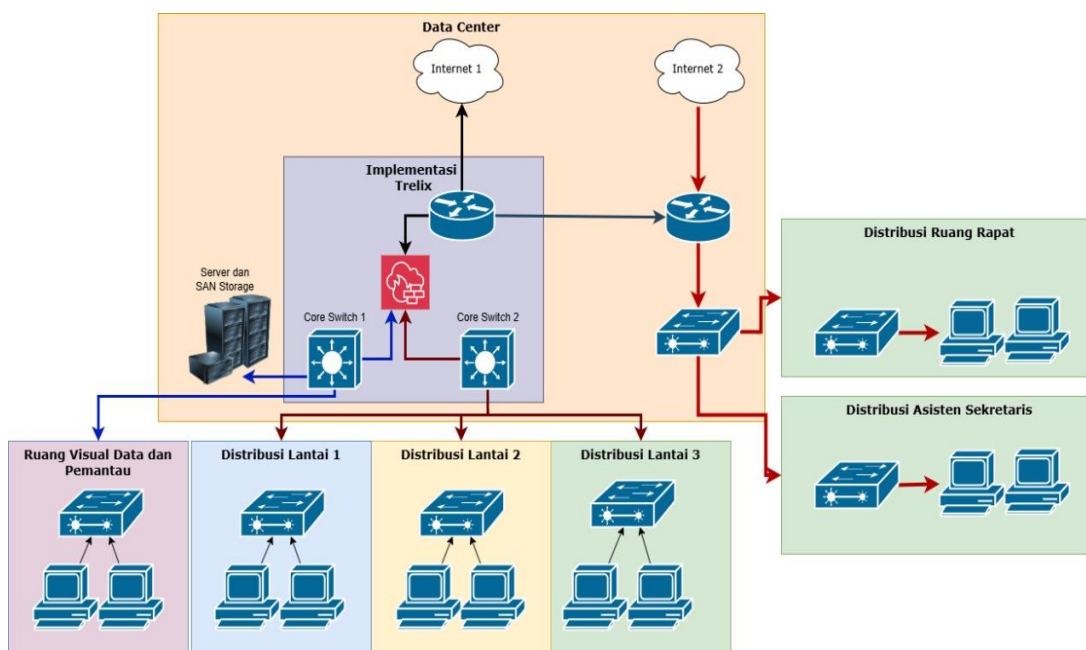 Data Center
Internet 1
Internet 2
Implementasi
Trelix
Server dan
SAN Storage
Core Switch 1
Core Switch 2
Distribusi Ruang Rapat
Distribusi Asisten Sekretaris
Ruang Visual Data dan
Pemantau
Distribusi Lantai 1
Distribusi Lantai 2
Distribusi Lantai 3